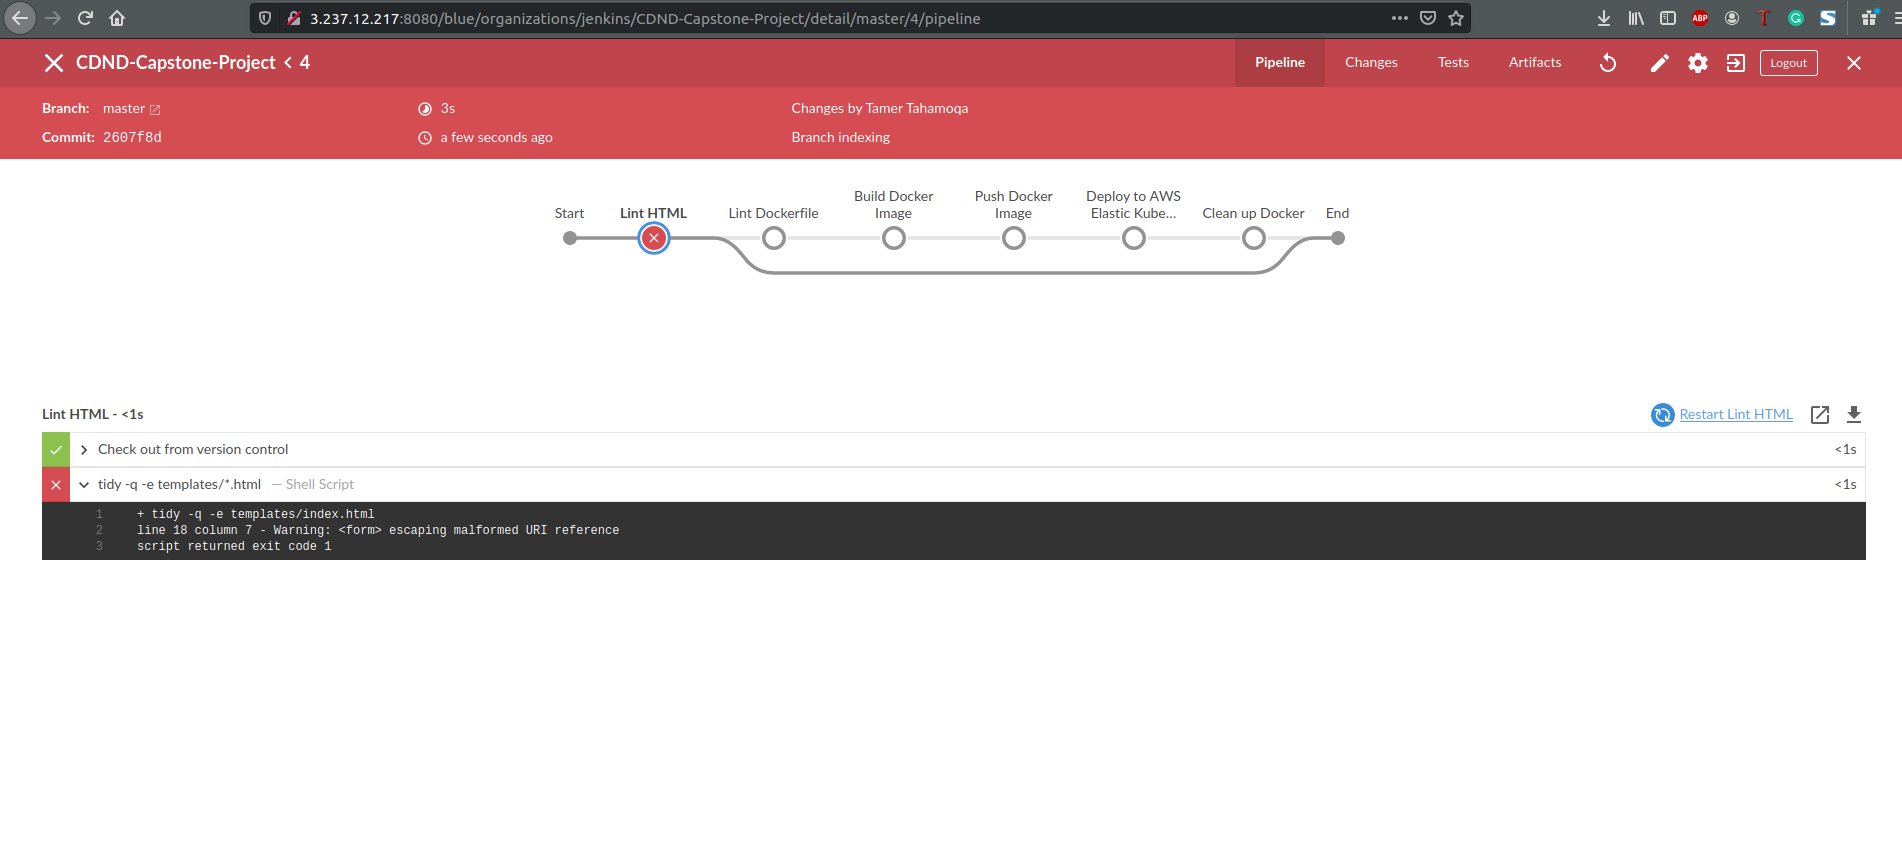 3.237.12.217:8080/blue/organizations/jenkins/CDND-Capstone-Project/detail/master/4/pipeline
ABP
CDND-Capstone-Project < 4
Pipeline
Changes
Tests
Artifacts
Logout
Branch: master
3s
Changes by Tamer Tahamoqa
Commit: 2607f8d
a few seconds ago
Branch indexing
Start
Lint HTML
Lint Dockerfile
Build Docker
Image
Push Docker
Image
Deploy to AWS
Elastic Kube...
Clean up Docker
End
Lint HTML - <1s
Restart Lint HTML
Check out from version control
<1s
tidy -q -e templates/*.html — Shell Script
<1s
1 + tidy -q -e templates/index.html
2 line 18 column 7 - Warning: <form> escaping malformed URI reference
3 script returned exit code 1